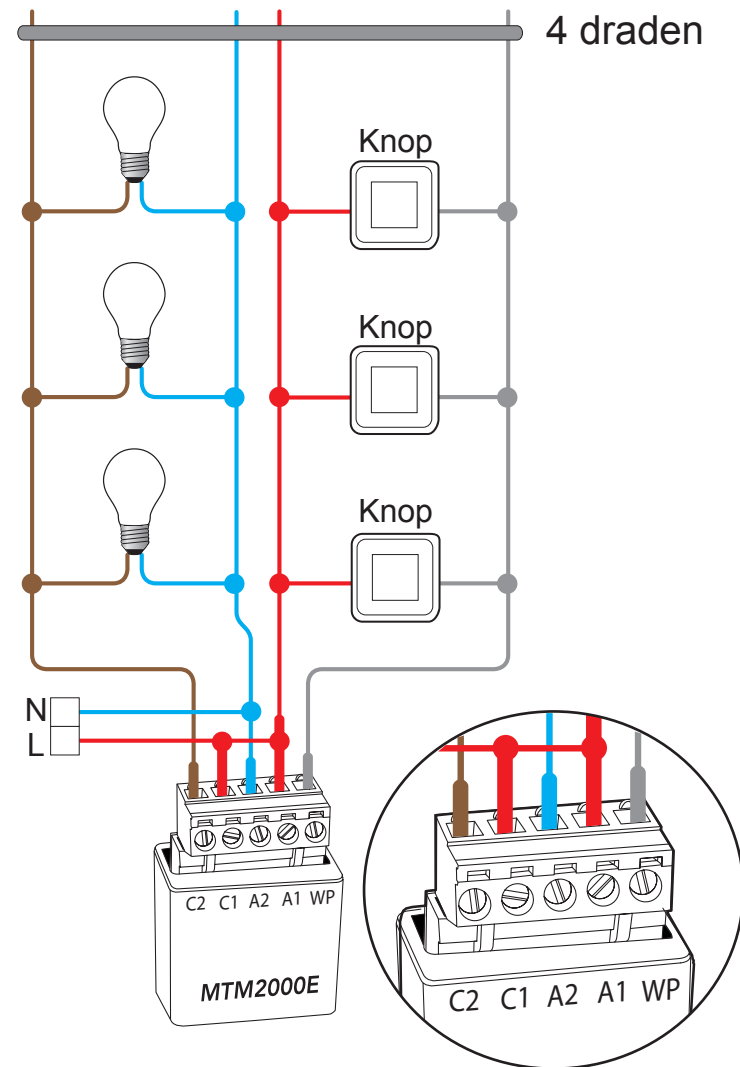 4 draden
Knop
Knop
Knop
N
L
C2 C1 A2 A1 WP
MTM2000E
C2 C1 A2 A1 WP